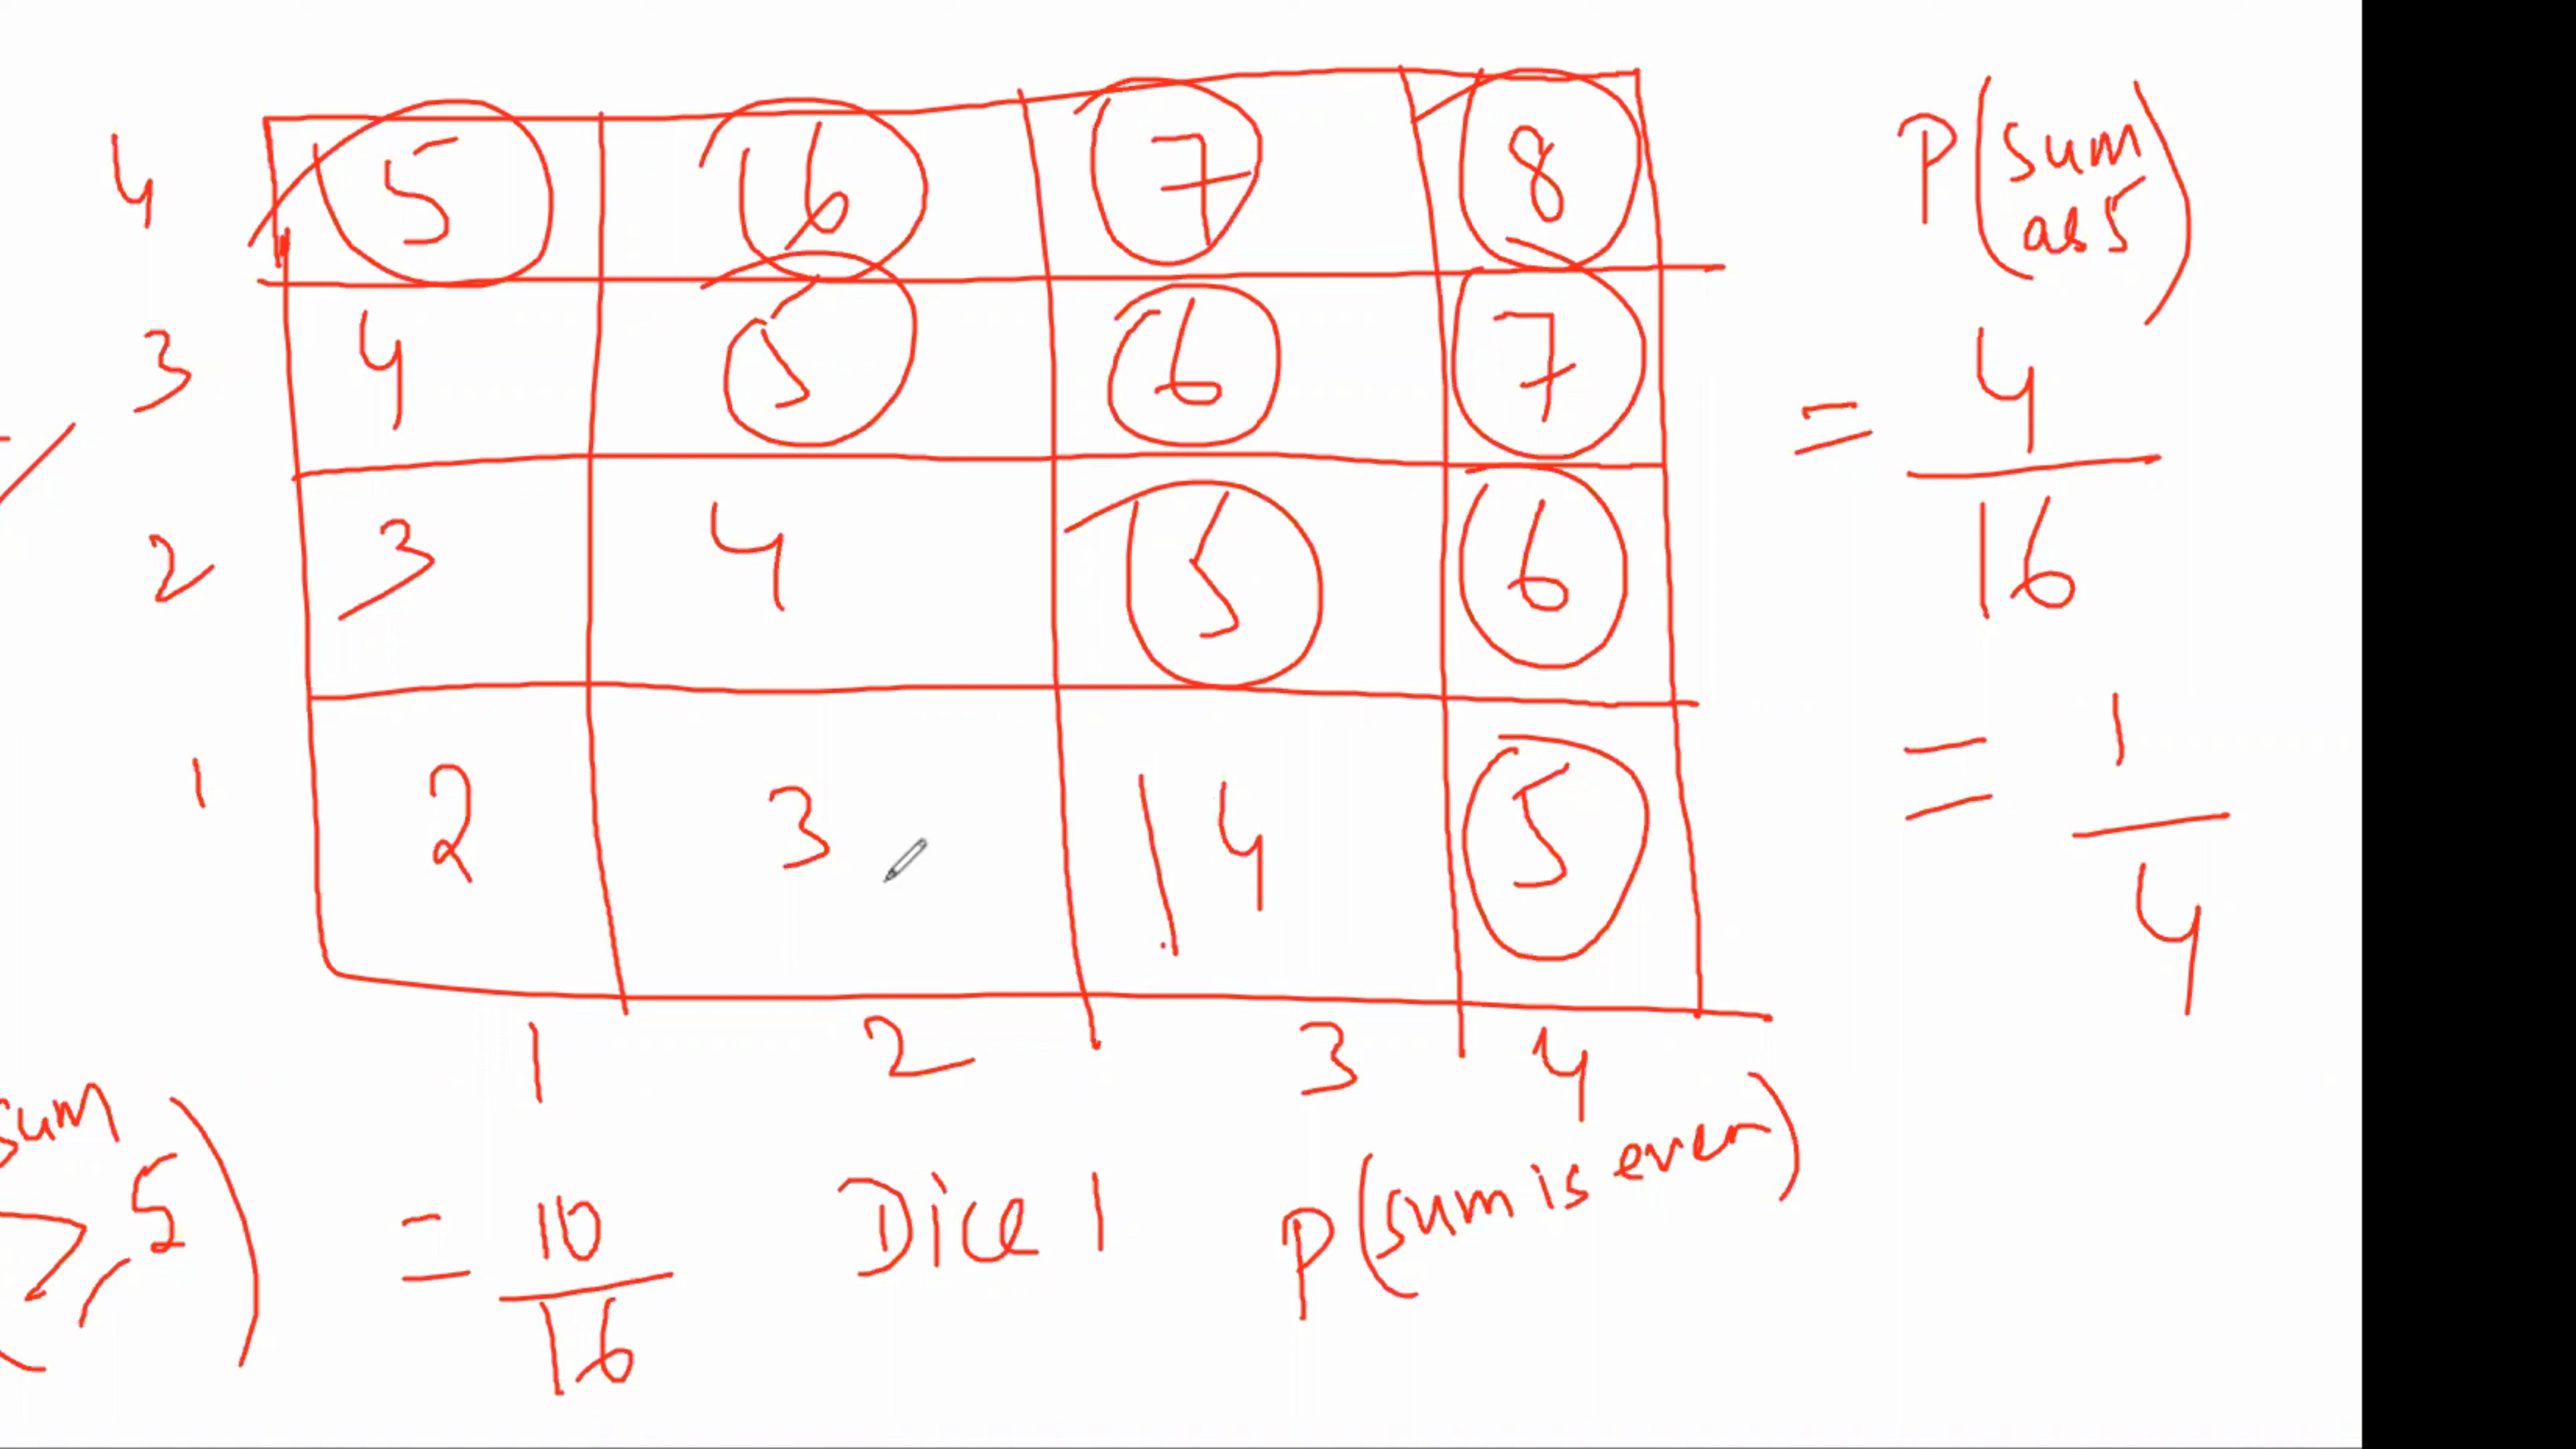 4 5 6 7 8
3 4 5 6 7
2 3 4 5 6
1 2 3 4 5
1 2 3 4
P(sum
as 5)
= 4
16
= 1
4
sum
≥ 5)
= 10
16
Dice 1
P(sum is even)